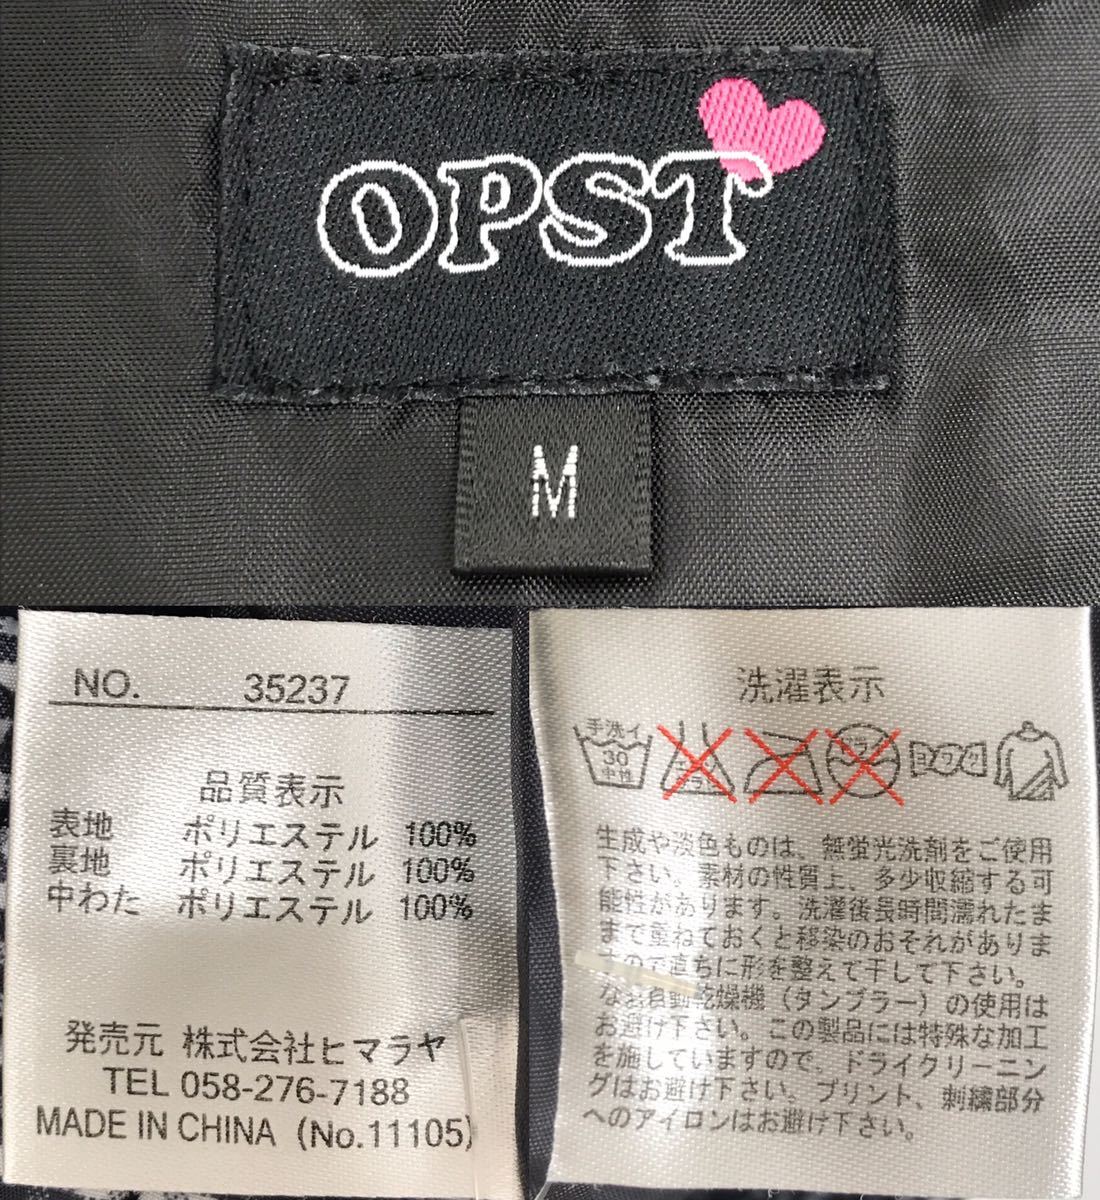 OPST
M
NO. 35237
品質表示
表地 ポリエステル 100%
裏地 ポリエステル 100%
中わた ポリエステル 100%
発売元 株式会社ヒマラヤ
TEL 058-276-7188
MADE IN CHINA (No.11105)
洗濯表示
手洗イ
30
中性
エンソ
サラシ
ドライ
ヨワク
生成や淡色ものは、無蛍光洗剤をご使用
下さい。素材の性質上、多少収縮する可
能性があります。洗濯後長時間濡れたま
まで重ねておくと移染のおそれがありま
すので直ちに形を整えて干して下さい。
なお自動乾燥機(タンブラー)の使用は
お避け下さい。この製品には特殊な加工
を施していますので ドライクリーニン
グはお避け下さい。プリント、刺繍部分
へのアイロンはお避け下さい。